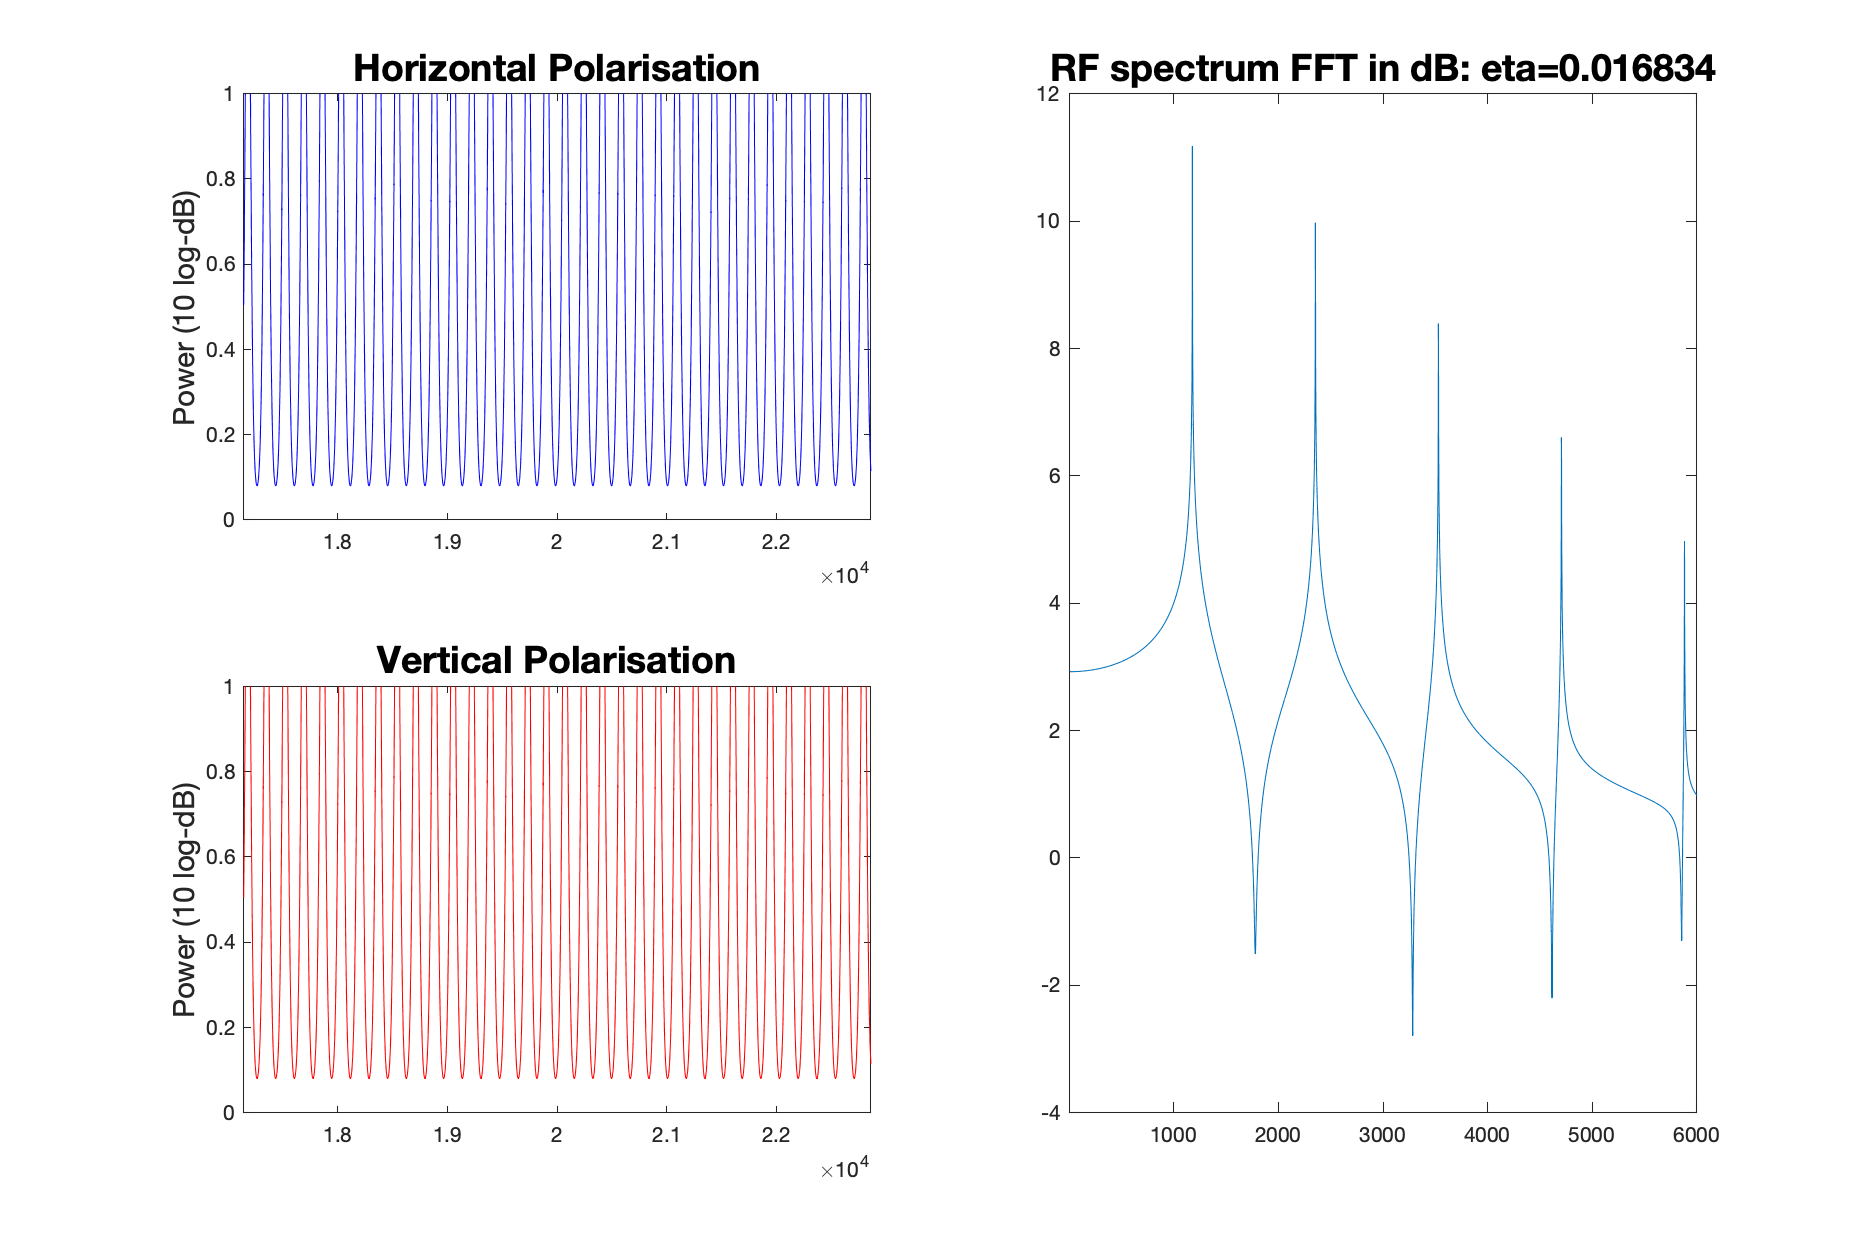 Horizontal Polarisation
Power (10 log-dB)
1
0.8
0.6
0.4
0.2
0
1.8 1.9 2 2.1 2.2
×10^4
Vertical Polarisation
Power (10 log-dB)
1
0.8
0.6
0.4
0.2
0
1.8 1.9 2 2.1 2.2
×10^4
RF spectrum FFT in dB: eta=0.016834
12
10
8
6
4
2
0
-2
-4
1000 2000 3000 4000 5000 6000